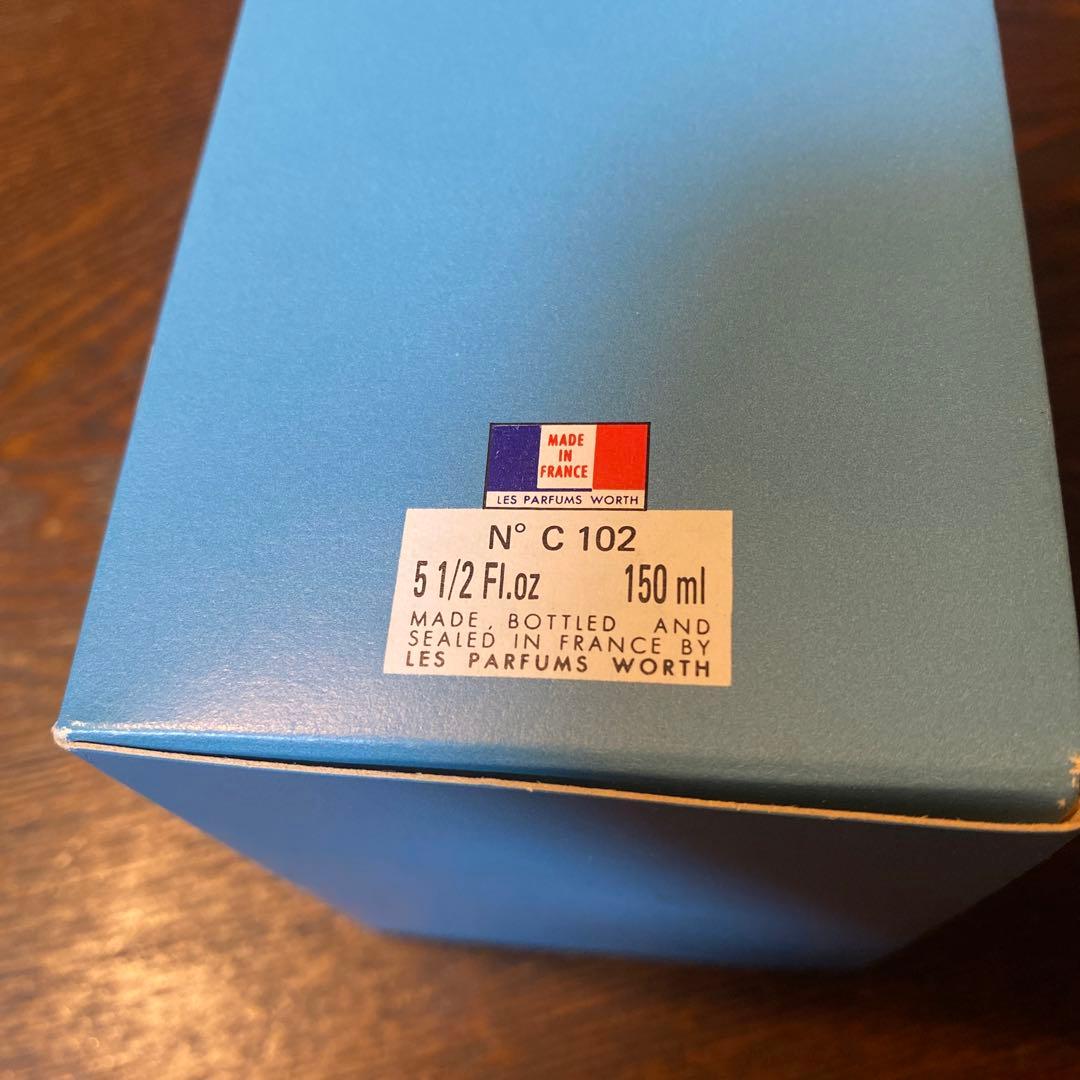 MADE
IN
FRANCE
LES PARFUMS WORTH
N° C 102
5 1/2 Fl.oz 150 ml
MADE, BOTTLED AND
SEALED IN FRANCE BY
LES PARFUMS WORTH